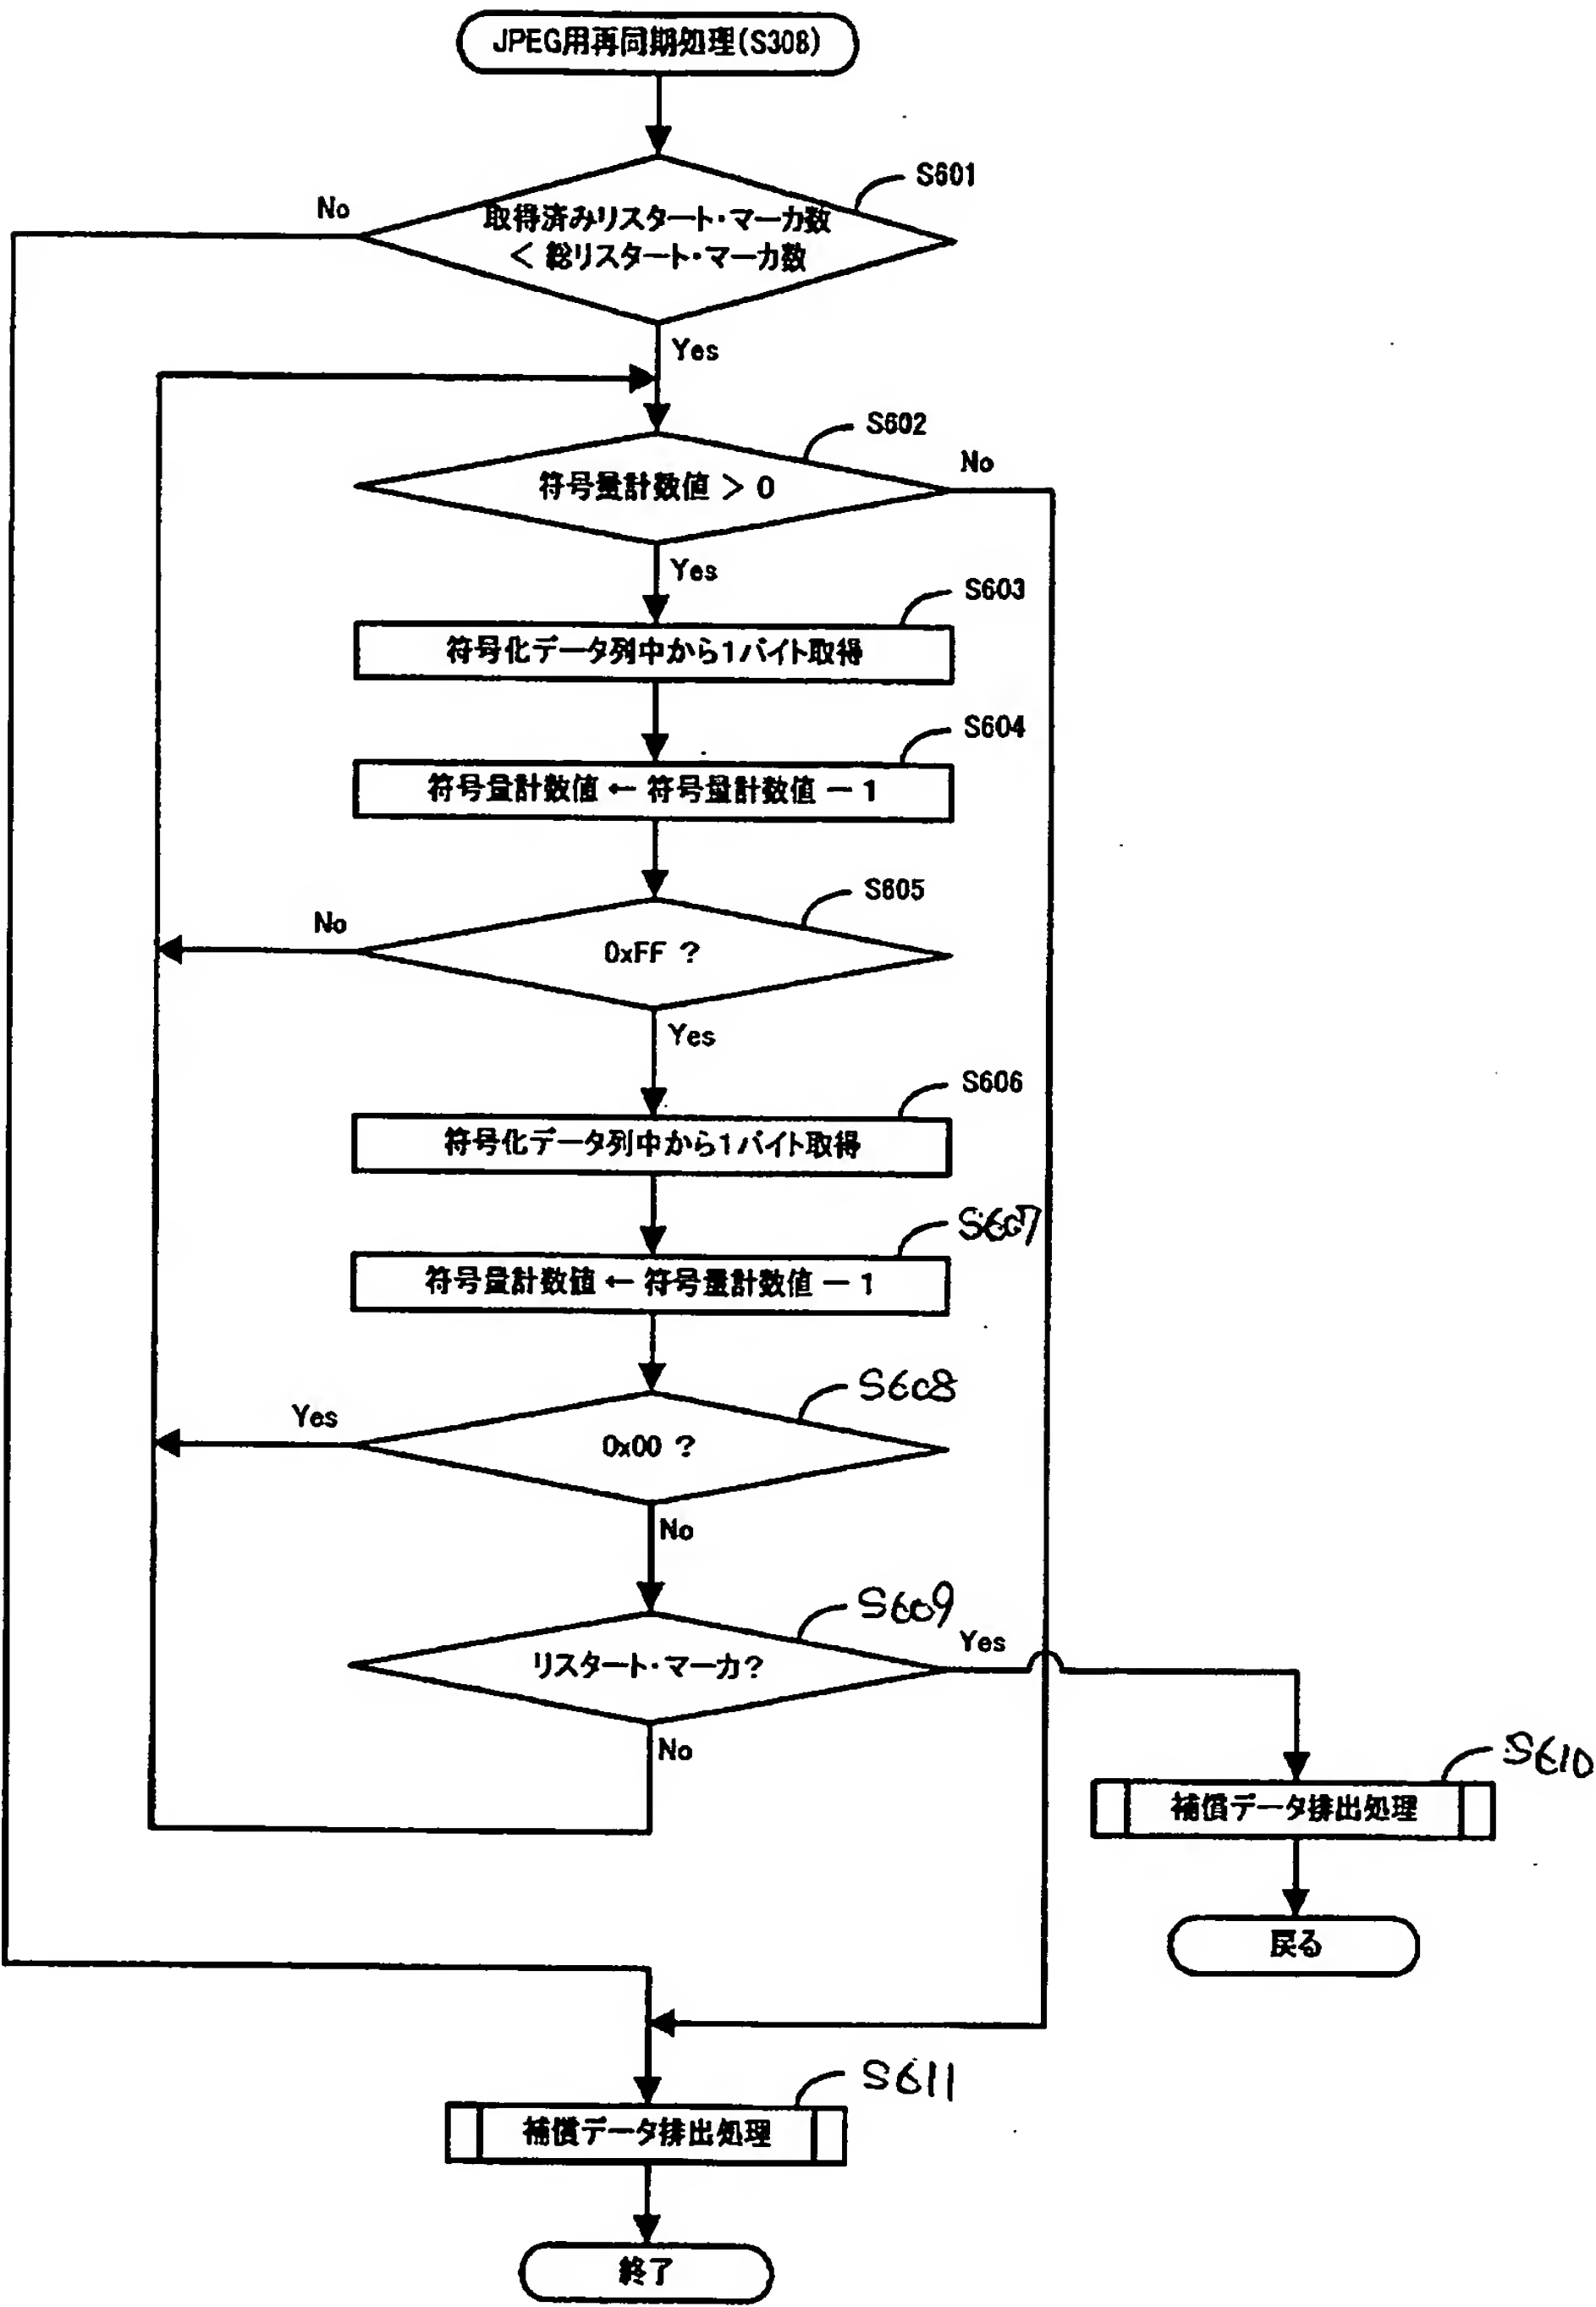 JPEG用再同期処理(S308)
S601
No
取得済みリスタート・マーカ数
< 総リスタート・マーカ数
Yes
S602
No
符号量計数値 > 0
Yes
S603
符号化データ列中から1バイト取得
S604
符号量計数値 ← 符号量計数値 − 1
S605
No
0xFF ?
Yes
S606
符号化データ列中から1バイト取得
S607
符号量計数値 ← 符号量計数値 − 1
S608
Yes
0x00 ?
No
S609
Yes
リスタート・マーカ?
No
S610
補償データ排出処理
戻る
S611
補償データ排出処理
終了